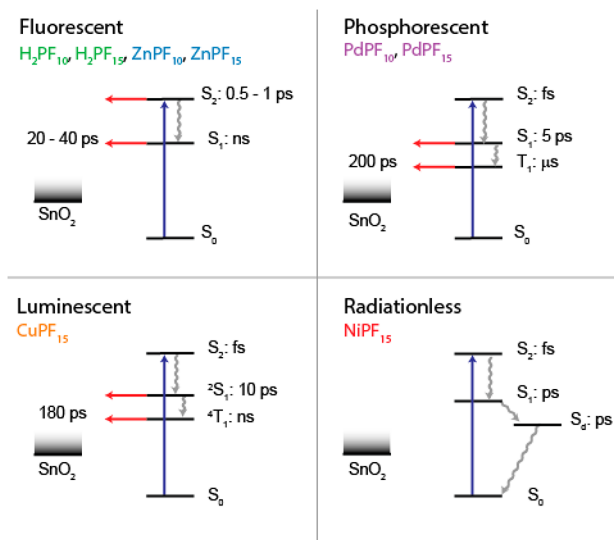 Fluorescent
H₂PF₁₀, H₂PF₁₅, ZnPF₁₀, ZnPF₁₅
S₂: 0.5 - 1 ps
20 - 40 ps
S₁: ns
SnO₂
S₀
Phosphorescent
PdPF₁₀, PdPF₁₅
S₂: fs
S₁: 5 ps
200 ps
T₁: μs
SnO₂
S₀
Luminescent
CuPF₁₅
S₂: fs
²S₁: 10 ps
180 ps
⁴T₁: ns
SnO₂
S₀
Radiationless
NiPF₁₅
S₂: fs
S₁: ps
S_d: ps
SnO₂
S₀